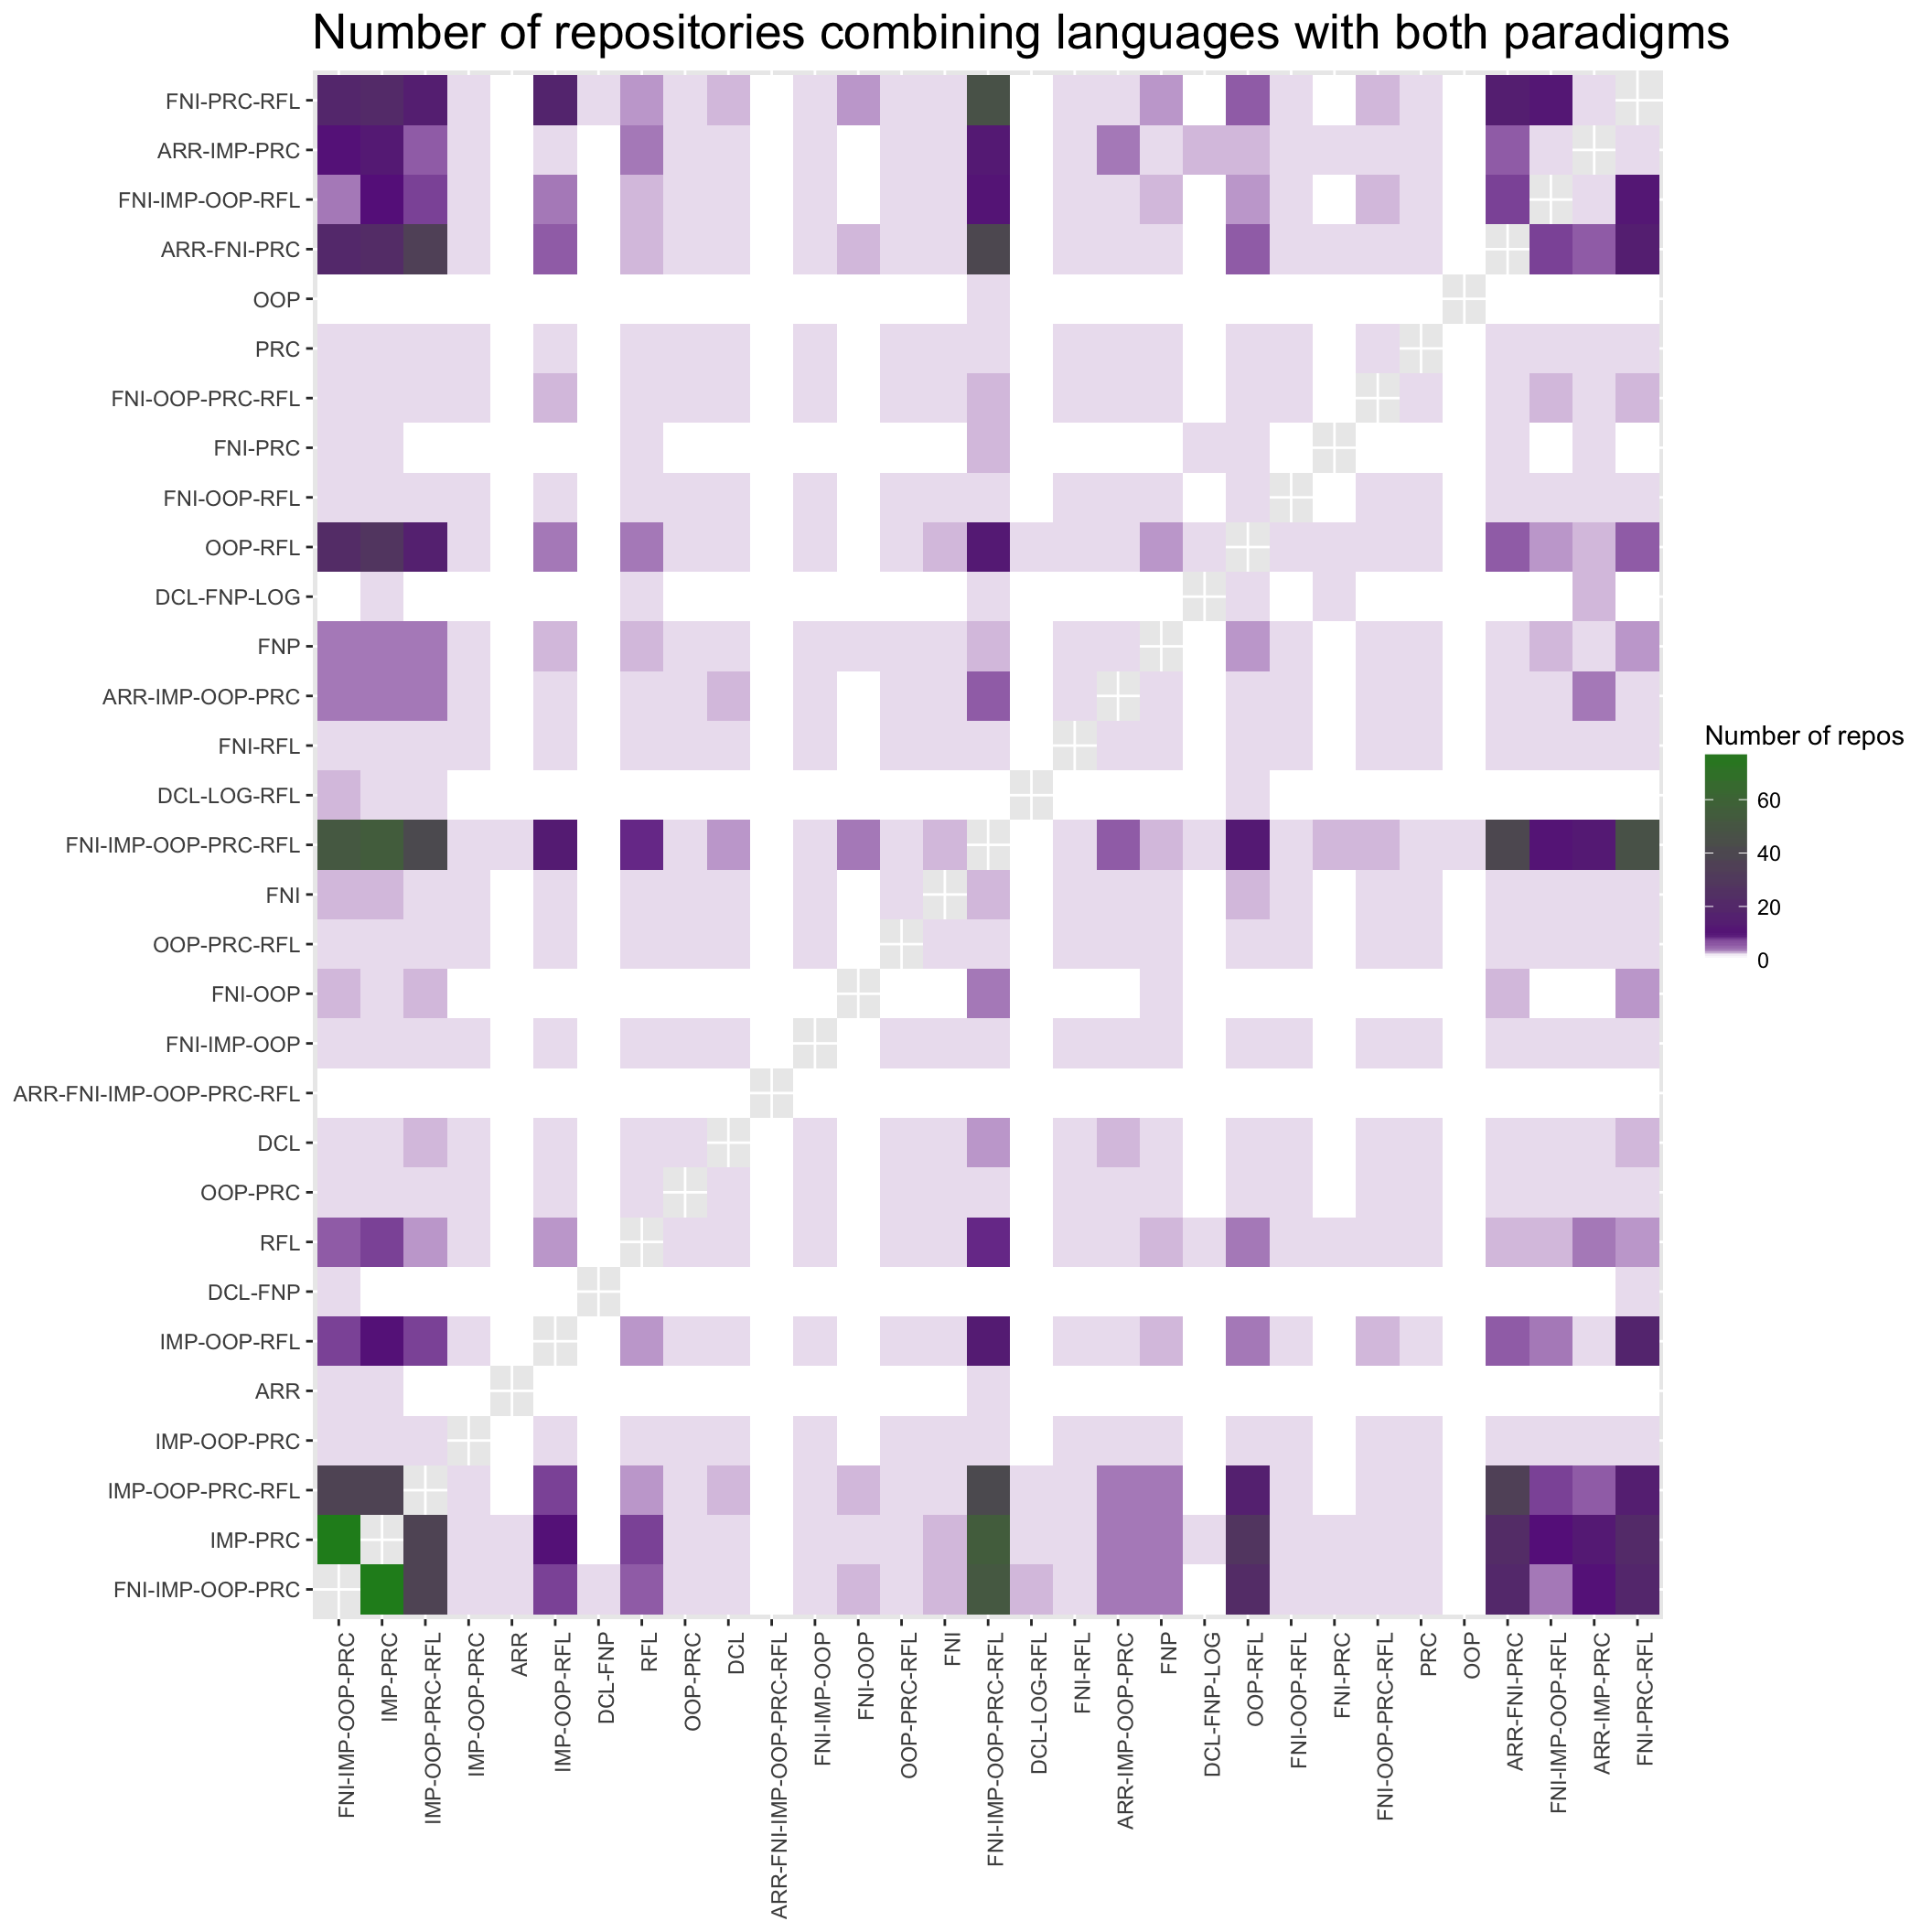 Number of repositories combining languages with both paradigms
FNI-PRC-RFL
ARR-IMP-PRC
FNI-IMP-OOP-RFL
ARR-FNI-PRC
OOP
PRC
FNI-OOP-PRC-RFL
FNI-PRC
FNI-OOP-RFL
OOP-RFL
DCL-FNP-LOG
FNP
ARR-IMP-OOP-PRC
FNI-RFL
DCL-LOG-RFL
FNI-IMP-OOP-PRC-RFL
FNI
OOP-PRC-RFL
FNI-OOP
FNI-IMP-OOP
ARR-FNI-IMP-OOP-PRC-RFL
DCL
OOP-PRC
RFL
DCL-FNP
IMP-OOP-RFL
ARR
IMP-OOP-PRC
IMP-OOP-PRC-RFL
IMP-PRC
FNI-IMP-OOP-PRC
FNI-IMP-OOP-PRC
IMP-PRC
IMP-OOP-PRC-RFL
IMP-OOP-PRC
ARR
IMP-OOP-RFL
DCL-FNP
RFL
OOP-PRC
DCL
ARR-FNI-IMP-OOP-PRC-RFL
FNI-IMP-OOP
FNI-OOP
OOP-PRC-RFL
FNI
FNI-IMP-OOP-PRC-RFL
DCL-LOG-RFL
FNI-RFL
ARR-IMP-OOP-PRC
FNP
DCL-FNP-LOG
OOP-RFL
FNI-OOP-RFL
FNI-PRC
FNI-OOP-PRC-RFL
PRC
OOP
ARR-FNI-PRC
FNI-IMP-OOP-RFL
ARR-IMP-PRC
FNI-PRC-RFL
Number of repos
60
40
20
0